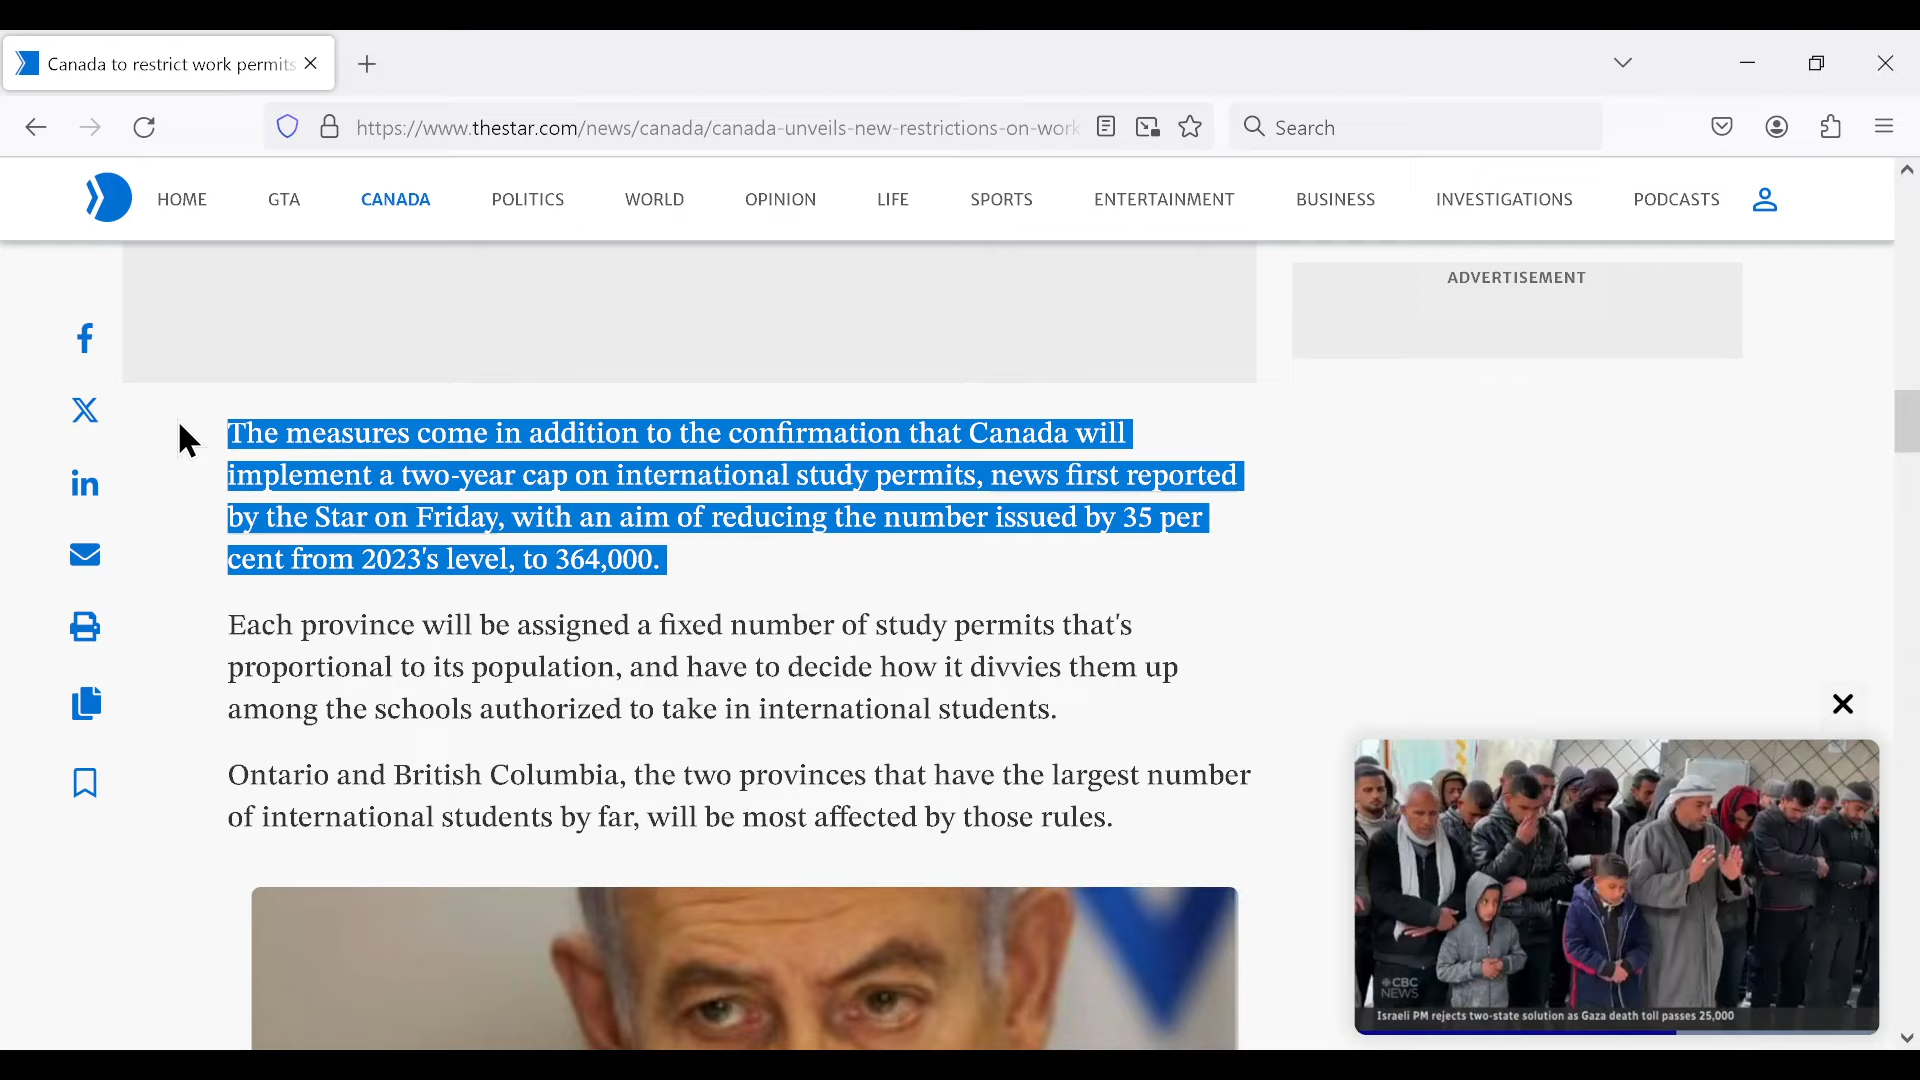 Canada to restrict work permits
https://www.thestar.com/news/canada/canada-unveils-new-restrictions-on-work
Search
HOME GTA CANADA POLITICS WORLD OPINION LIFE SPORTS ENTERTAINMENT BUSINESS INVESTIGATIONS PODCASTS
ADVERTISEMENT
The measures come in addition to the confirmation that Canada will
implement a two-year cap on international study permits, news first reported
by the Star on Friday, with an aim of reducing the number issued by 35 per
cent from 2023's level, to 364,000.
Each province will be assigned a fixed number of study permits that's
proportional to its population, and have to decide how it divvies them up
among the schools authorized to take in international students.
Ontario and British Columbia, the two provinces that have the largest number
of international students by far, will be most affected by those rules.
CBC
NEWS
Israeli PM rejects two-state solution as Gaza death toll passes 25,000